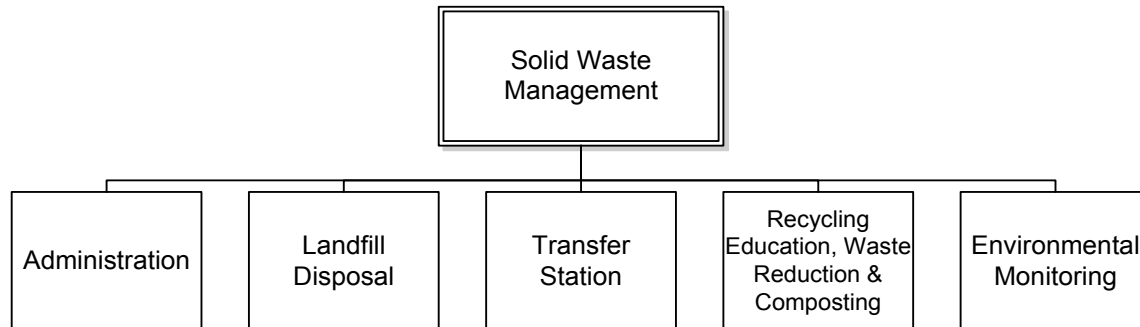 Solid Waste
Management
Administration
Landfill
Disposal
Transfer
Station
Recycling
Education, Waste
Reduction &
Composting
Environmental
Monitoring